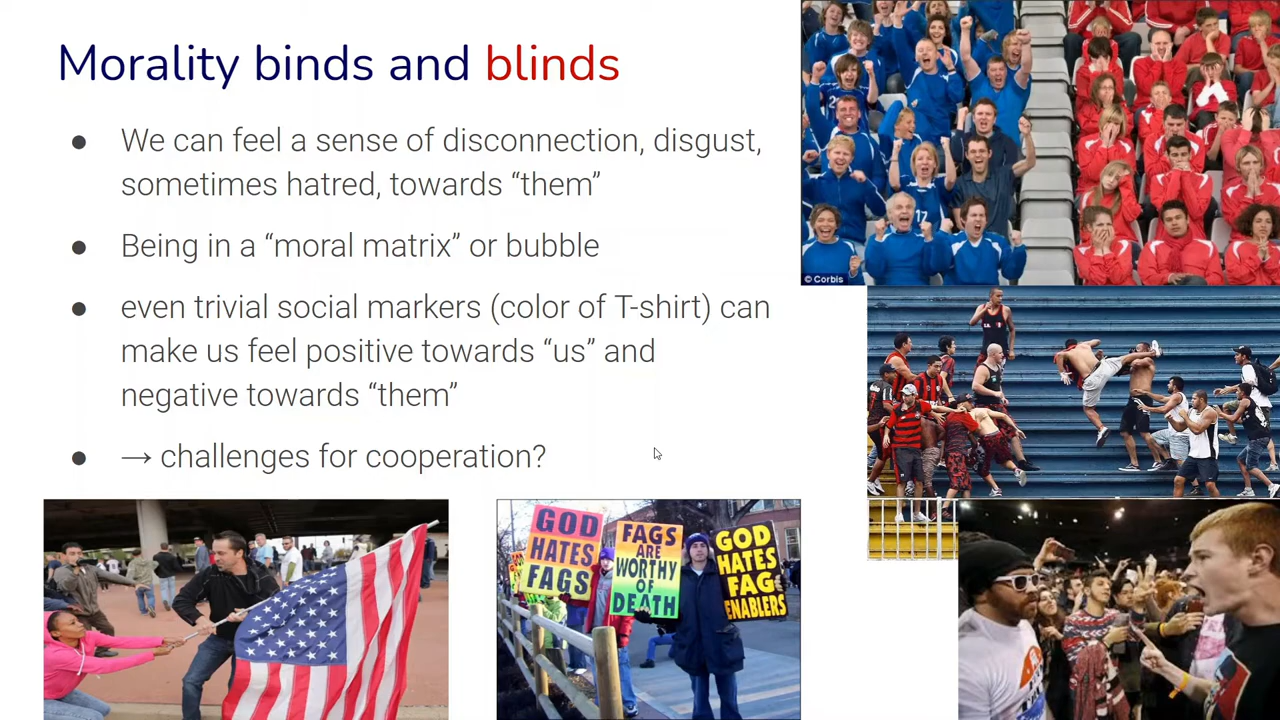 Morality binds and blinds
● We can feel a sense of disconnection, disgust,
sometimes hatred, towards “them”
● Being in a “moral matrix” or bubble
● even trivial social markers (color of T-shirt) can
make us feel positive towards “us” and
negative towards “them”
● → challenges for cooperation?
17
© Corbis
GOD
HATES
FAGS
FAGS
ARE
WORTHY
OF
DEATH
GOD
HATES
FAG
ENABLERS